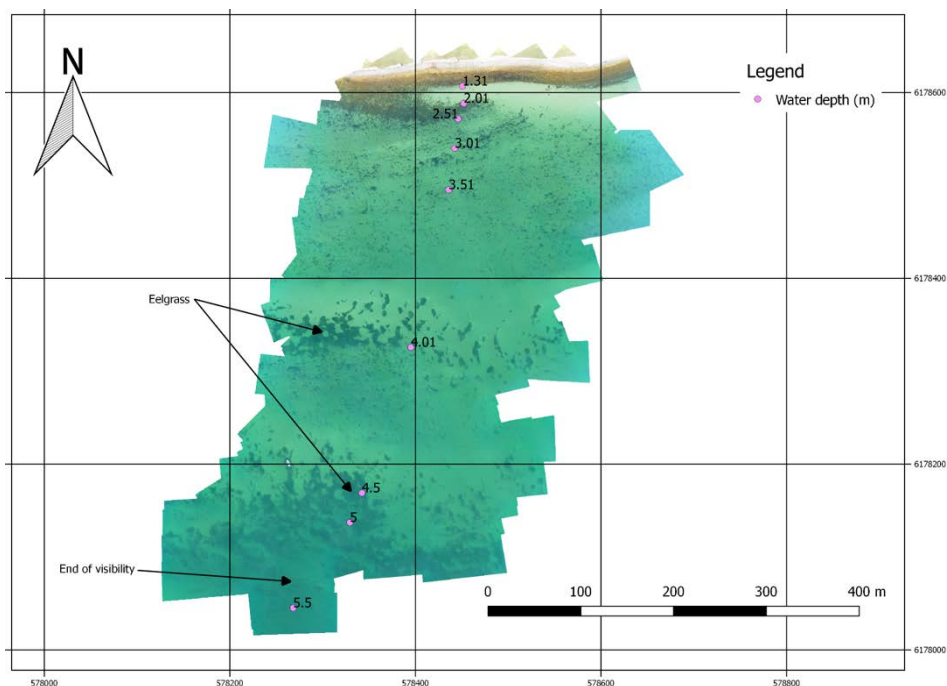 N
Legend
Water depth (m)
1.31
2.01
2.51
3.01
3.51
4.01
4.5
5
5.5
Eelgrass
End of visibility
0 100 200 300 400 m
6178600
6178400
6178200
6178000
578000 578200 578400 578600 578800